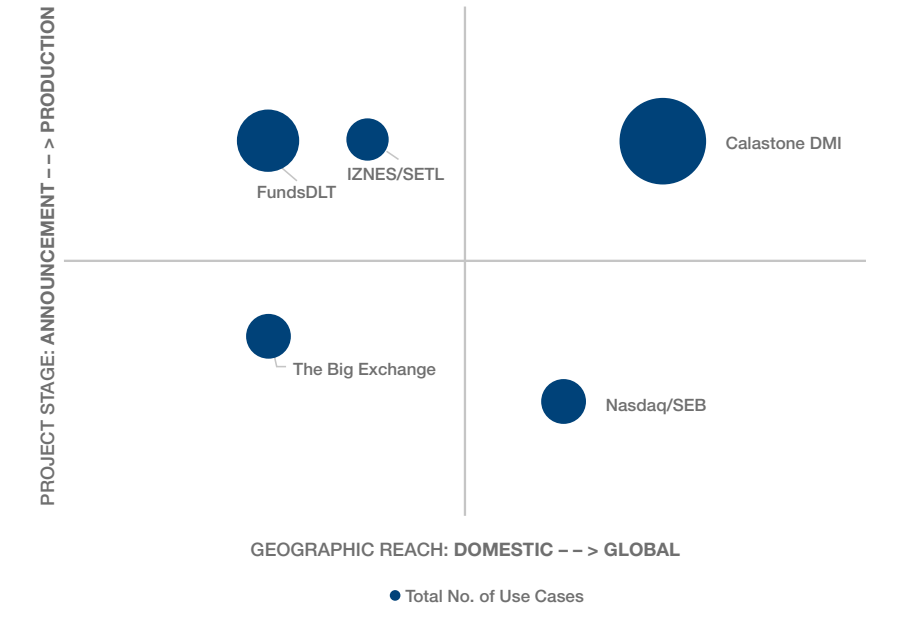 PROJECT STAGE: ANNOUNCEMENT – – > PRODUCTION
Calastone DMI
IZNES/SETL
FundsDLT
The Big Exchange
Nasdaq/SEB
GEOGRAPHIC REACH: DOMESTIC – – > GLOBAL
Total No. of Use Cases